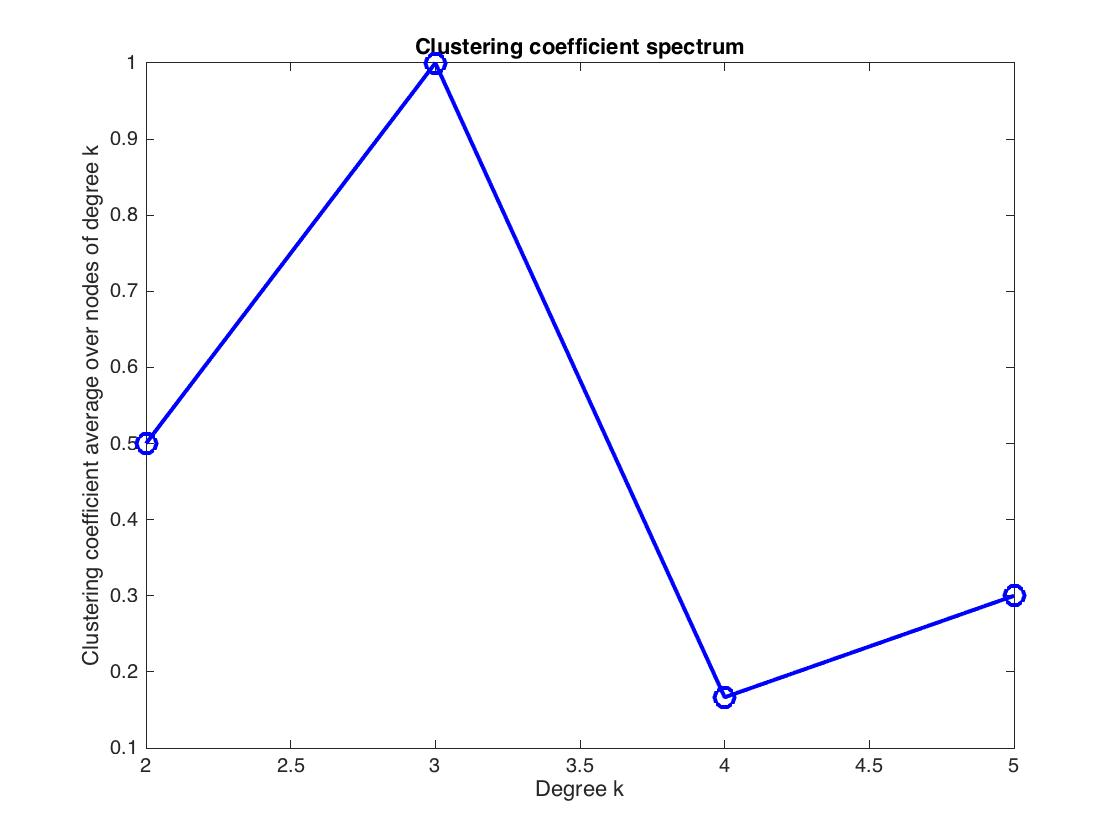 Clustering coefficient spectrum
Clustering coefficient average over nodes of degree k
1
0.9
0.8
0.7
0.6
0.5
0.4
0.3
0.2
0.1
2 2.5 3 3.5 4 4.5 5
Degree k